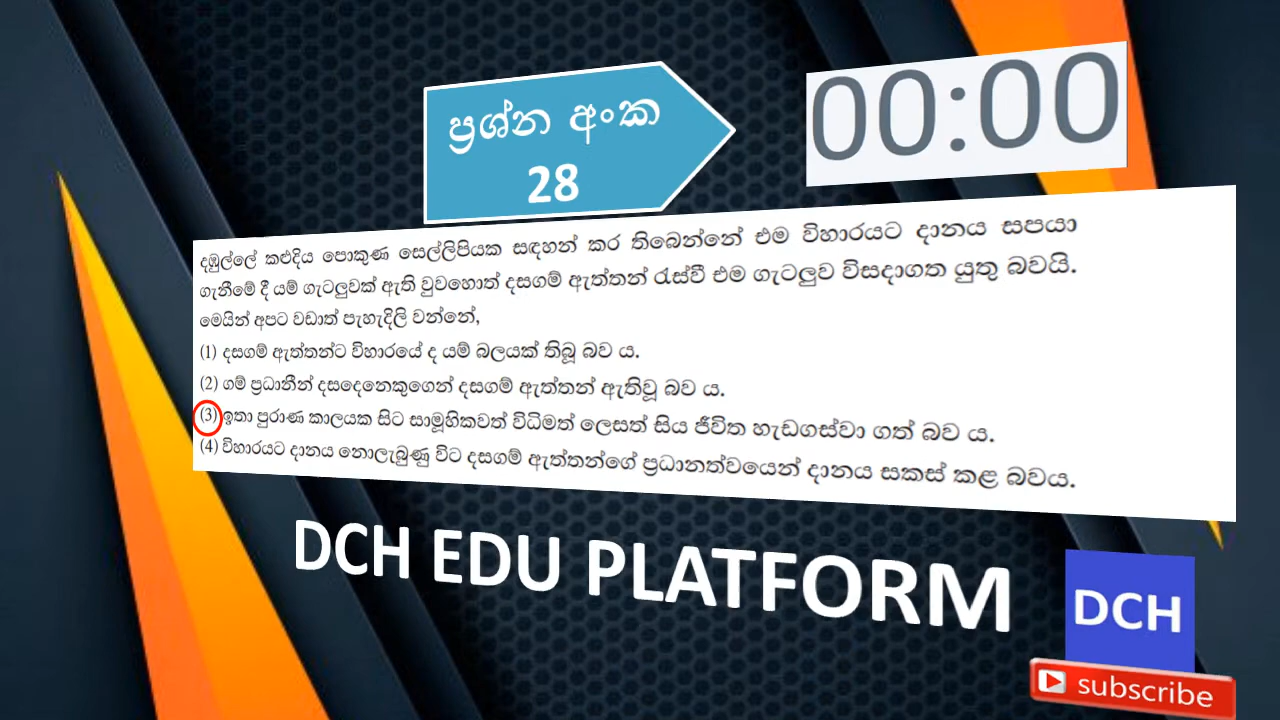 ප්‍රශ්න අංක
28
00:00
දඹුල්ලේ කළුදිය පොකුණ සෙල්ලිපියක සඳහන් කර තිබෙන්නේ එම විහාරයට දානය සපයා
ගැනීමේ දී යම් ගැටලුවක් ඇති වුවහොත් දසගම් ඇත්තන් රැස්වී එම ගැටලුව විසදාගත යුතු බවයි.
මෙයින් අපට වඩාත් පැහැදිලි වන්නේ,
(1) දසගම් ඇත්තන්ට විහාරයේ ද යම් බලයක් තිබූ බව ය.
(2) ගම් ප්‍රධානීන් දසදෙනෙකුගෙන් දසගම් ඇත්තන් ඇතිවූ බව ය.
(3) ඉතා පුරාණ කාලයක සිට සාමූහිකවත් විධිමත් ලෙසත් සිය ජීවිත හැඩගස්වා ගත් බව ය.
(4) විහාරයට දානය නොලැබුණු විට දසගම් ඇත්තන්ගේ ප්‍රධානත්වයෙන් දානය සකස් කළ බවය.
DCH EDU PLATFORM
DCH
subscribe